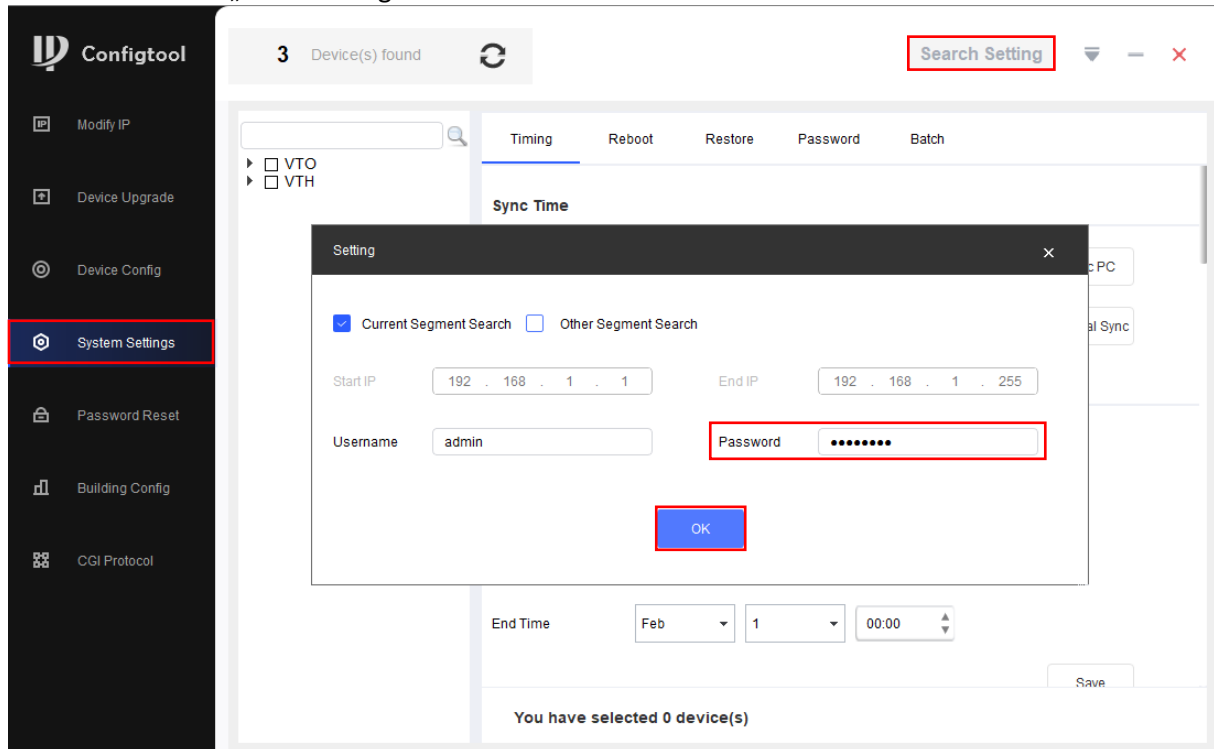 Configtool
3 Device(s) found
Search Setting
Modify IP
Device Upgrade
Device Config
System Settings
Password Reset
Building Config
CGI Protocol
VTO
VTH
Timing Reboot Restore Password Batch
Sync Time
c PC
al Sync
Setting
Current Segment Search Other Segment Search
Start IP 192 . 168 . 1 . 1 End IP 192 . 168 . 1 . 255
Username admin Password ••••••••
OK
End Time Feb 1 00:00
Save
You have selected 0 device(s)